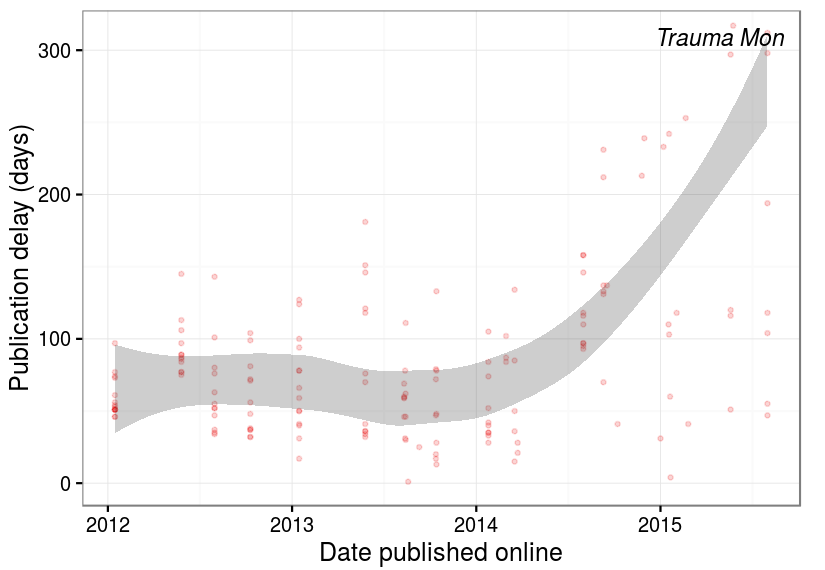 Trauma Mon
Publication delay (days)
300
200
100
0
2012 2013 2014 2015
Date published online